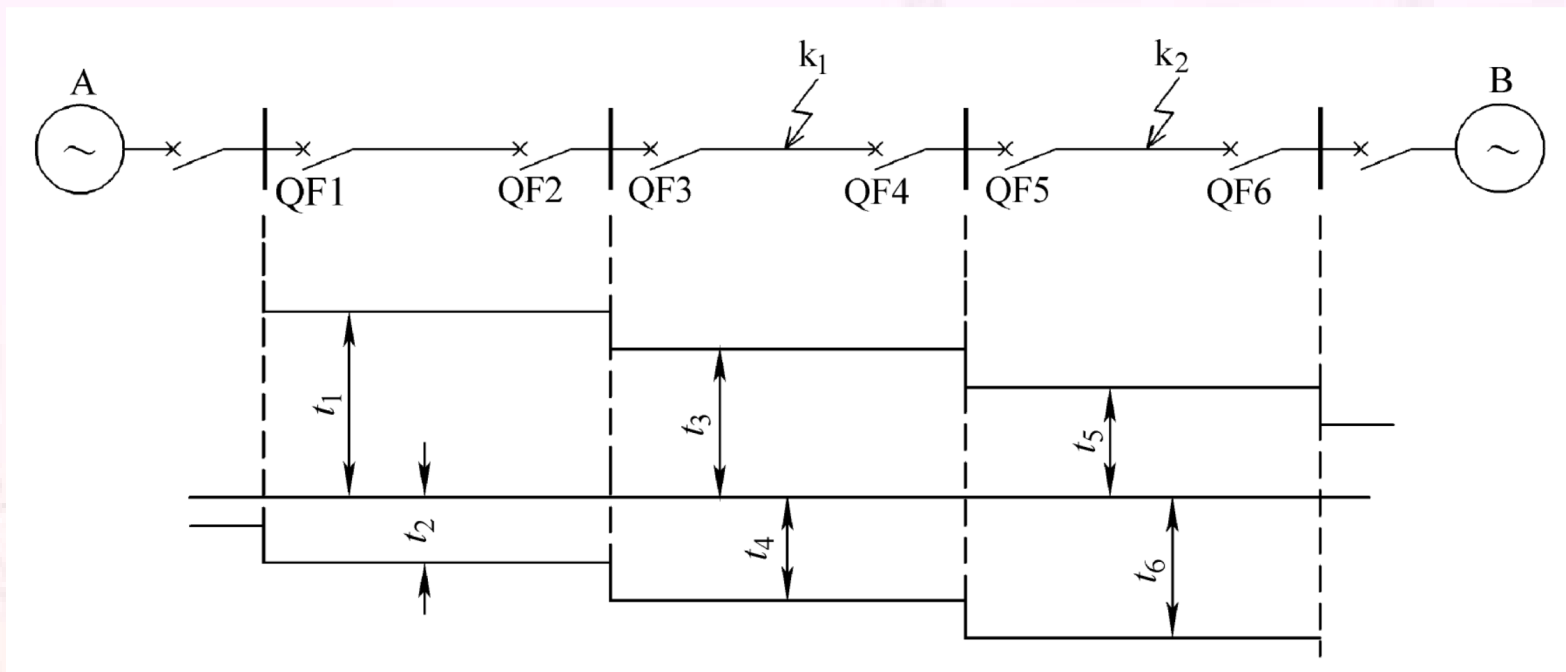 A
k₁
k₂
B
~
~
QF1
QF2
QF3
QF4
QF5
QF6
t₁
t₃
t₅
t₂
t₄
t₆